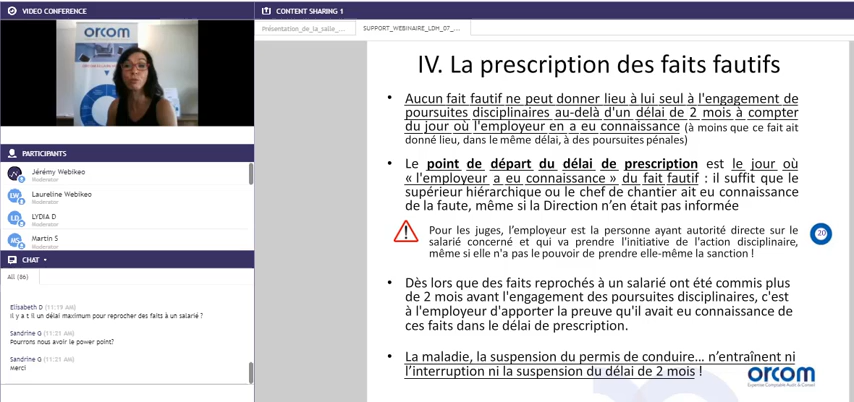 VIDEO CONFERENCE
orcom
PARTICIPANTS
Jérémy Webikeo
Moderator
LW
Laureline Webikeo
Moderator
LD
LYDIA D
Moderator
MS
Martin S
Moderator
CHAT
All (86)
Elisabeth D (11:19 AM)
Il y a t il un délai maximum pour reprocher des faits à un salarié ?
Sandrine G (11:21 AM)
Pourrons nous avoir le power point?
Sandrine G (11:21 AM)
Merci
CONTENT SHARING 1
Présentation_de_la_salle_...
SUPPORT_WEBINAIRE_LDH_07_...
IV. La prescription des faits fautifs
• Aucun fait fautif ne peut donner lieu à lui seul à l'engagement de
poursuites disciplinaires au-delà d'un délai de 2 mois à compter
du jour où l'employeur en a eu connaissance (à moins que ce fait ait
donné lieu, dans le même délai, à des poursuites pénales)
• Le point de départ du délai de prescription est le jour où
« l'employeur a eu connaissance » du fait fautif : il suffit que le
supérieur hiérarchique ou le chef de chantier ait eu connaissance
de la faute, même si la Direction n'en était pas informée
Pour les juges, l'employeur est la personne ayant autorité directe sur le
salarié concerné et qui va prendre l'initiative de l'action disciplinaire,
même si elle n'a pas le pouvoir de prendre elle-même la sanction !
20
• Dès lors que des faits reprochés à un salarié ont été commis plus
de 2 mois avant l'engagement des poursuites disciplinaires, c'est
à l'employeur d'apporter la preuve qu'il avait eu connaissance de
ces faits dans le délai de prescription.
• La maladie, la suspension du permis de conduire... n'entraînent ni
l'interruption ni la suspension du délai de 2 mois !
orcom
Expertise Comptable Audit & Conseil